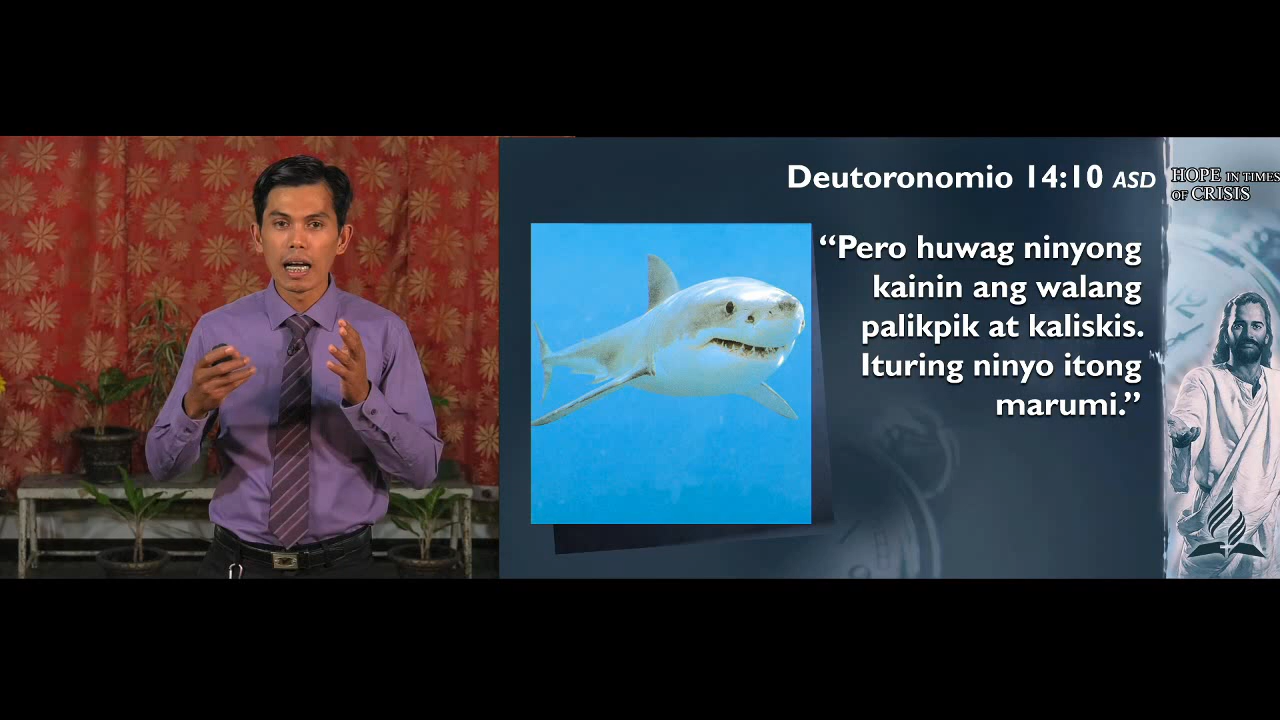 Deutoronomio 14:10 ASD
HOPE IN TIMES
OF CRISIS
“Pero huwag ninyong
kainin ang walang
palikpik at kaliskis.
Ituring ninyo itong
marumi.”